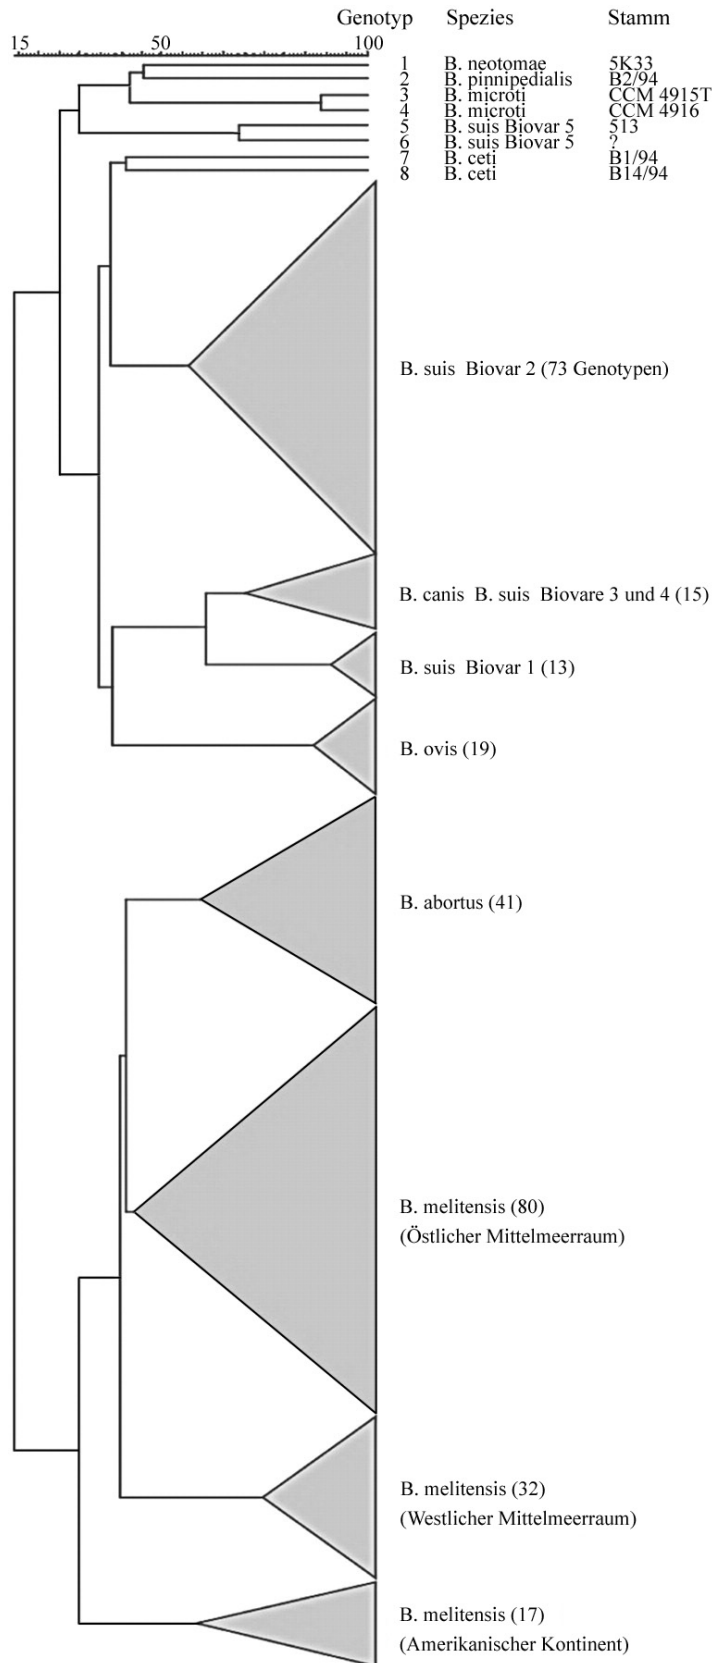 Genotyp Spezies Stamm
15 50 100
1 B. neotomae 5K33
2 B. pinnipedialis B2/94
3 B. microti CCM 4915T
4 B. microti CCM 4916
5 B. suis Biovar 5 513
6 B. suis Biovar 5 ?
7 B. ceti B1/94
8 B. ceti B14/94
B. suis Biovar 2 (73 Genotypen)
B. canis B. suis Biovare 3 und 4 (15)
B. suis Biovar 1 (13)
B. ovis (19)
B. abortus (41)
B. melitensis (80)
(Östlicher Mittelmeerraum)
B. melitensis (32)
(Westlicher Mittelmeerraum)
B. melitensis (17)
(Amerikanischer Kontinent)